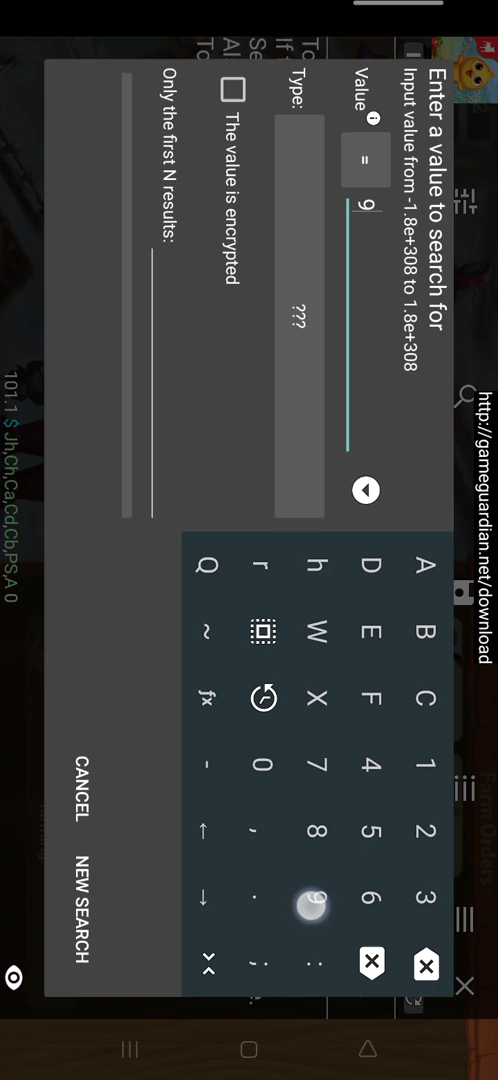 http://gameguardian.net/download
Enter a value to search for
Input value from -1.8e+308 to 1.8e+308
Value
= 9
Type:
???
The value is encrypted
Only the first N results:
A B C 1 2 3
D E F 4 5 6
h W X 7 8 9 :
r 0 , . ;
Q ~ fx - ← →
CANCEL NEW SEARCH
Farm Orders
101.1 $ Jh,Ch,Ca,Cd,Cb,PS,A 0